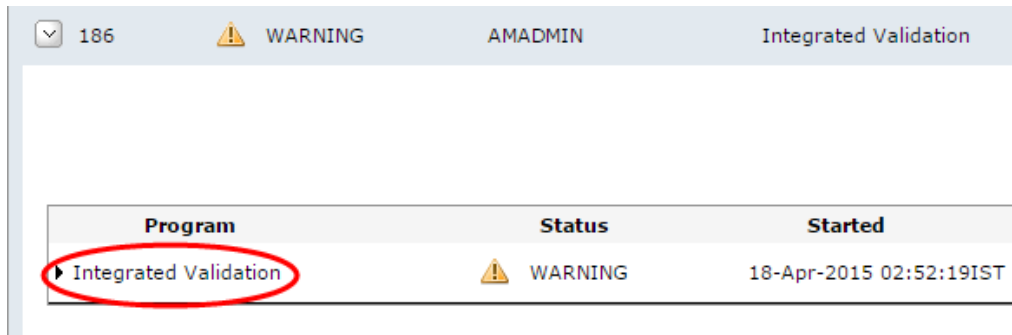 186 WARNING AMADMIN Integrated Validation
Program Status Started
Integrated Validation WARNING 18-Apr-2015 02:52:19IST